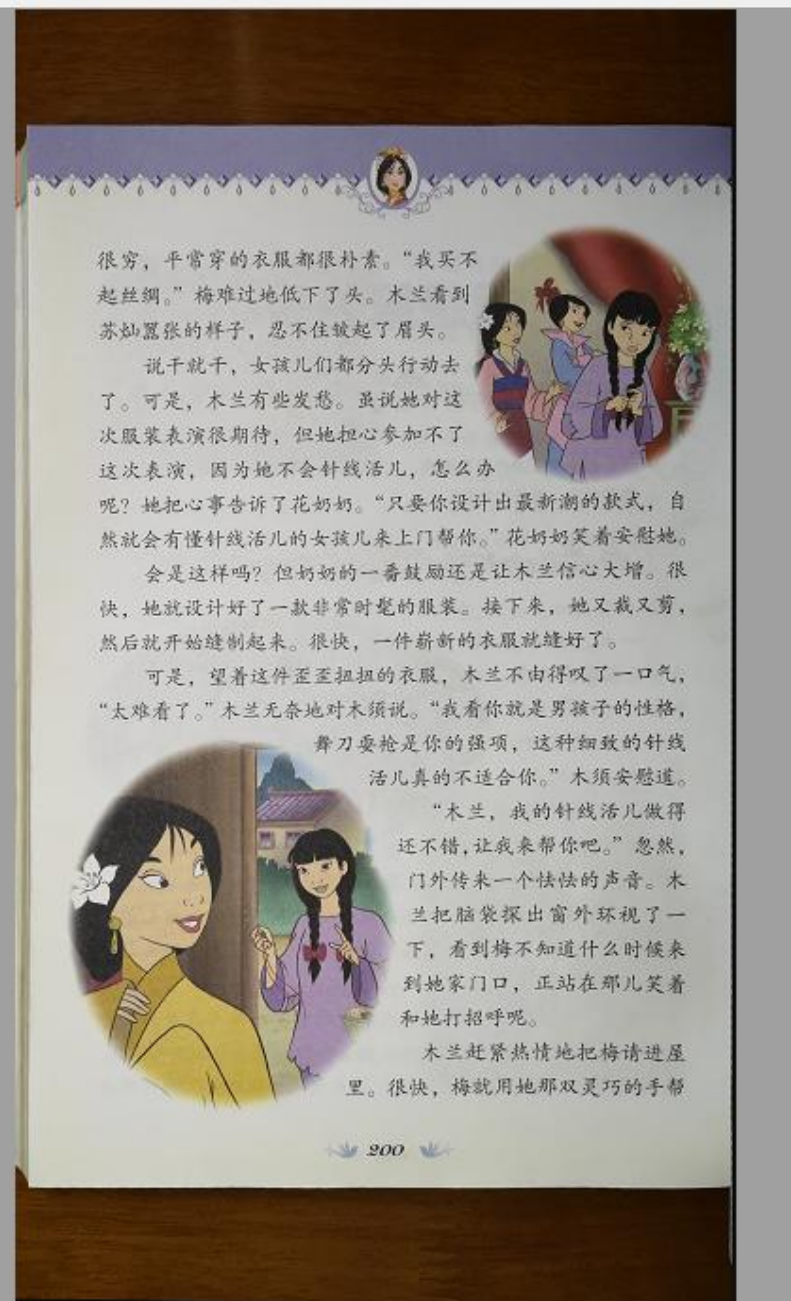 很穷，平常穿的衣服都很朴素。“我买不
起丝绸。”梅难过地低下了头。木兰看到
苏灿嚣张的样子，忍不住皱起了眉头。
说干就干，女孩儿们都分头行动去
了。可是，木兰有些发愁。虽说她对这
次服装表演很期待，但她担心参加不了
这次表演，因为她不会针线活儿，怎么办
呢？她把心事告诉了花奶奶。“只要你设计出最新潮的款式，自
然就会有懂针线活儿的女孩儿来上门帮你。”花奶奶笑着安慰她。
会是这样吗？但奶奶的一番鼓励还是让木兰信心大增。很
快，她就设计好了一款非常时髦的服装。接下来，她又裁又剪，
然后就开始缝制起来。很快，一件崭新的衣服就缝好了。
可是，望着这件歪歪扭扭的衣服，木兰不由得叹了一口气，
“太难看了。”木兰无奈地对木须说。“我看你就是男孩子的性格，
舞刀耍枪是你的强项，这种细致的针线
活儿真的不适合你。”木须安慰道。
“木兰，我的针线活儿做得
还不错，让我来帮你吧。”忽然，
门外传来一个怯怯的声音。木
兰把脑袋探出窗外环视了一
下，看到梅不知道什么时候来
到她家门口，正站在那儿笑着
和她打招呼呢。
木兰赶紧热情地把梅请进屋
里。很快，梅就用她那双灵巧的手帮
200